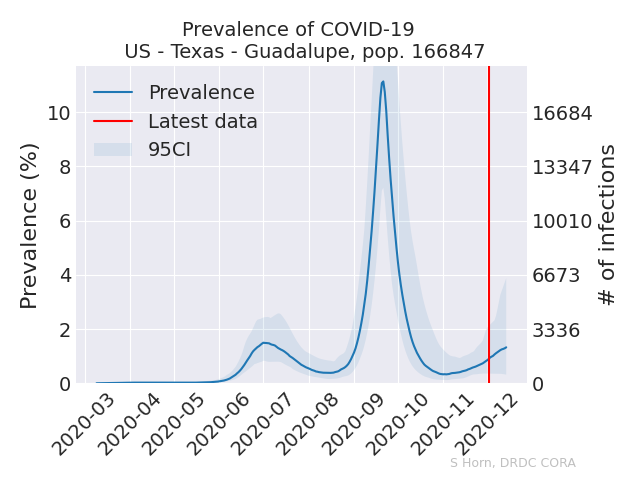 Prevalence of COVID-19
US - Texas - Guadalupe, pop. 166847
Prevalence
Latest data
95CI
Prevalence (%)
10
8
6
4
2
0
16684
13347
10010
6673
3336
0
# of infections
2020-03
2020-04
2020-05
2020-06
2020-07
2020-08
2020-09
2020-10
2020-11
2020-12
S Horn, DRDC CORA